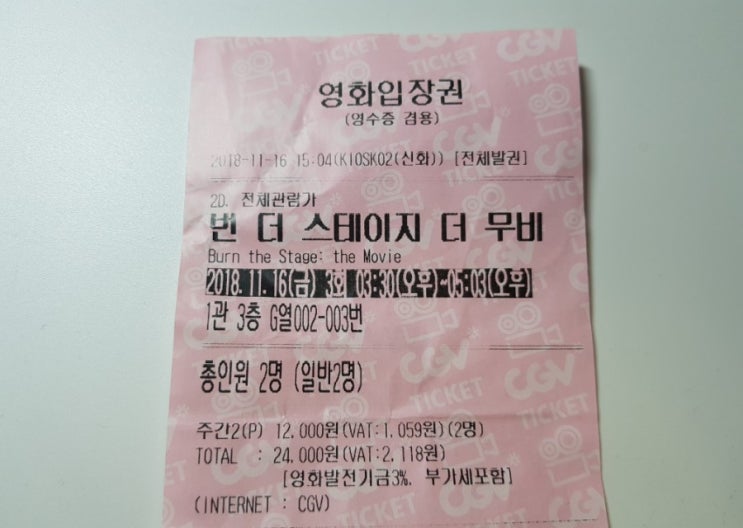 영화입장권
(영수증 겸용)
2018-11-16 15:04(KIOSK02(신화)) [전체발권]
2D. 전체관람가
번 더 스테이지 더 무비
Burn the Stage: the Movie
2018.11.16(금) 3회 03:30(오후)~05:03(오후)
1관 3층 G열002-003번
총인원 2명 (일반2명)
주간2(P) 12,000원(VAT:1,059원)(2명)
TOTAL : 24,000원(VAT:2,118원)
[영화발전기금3%. 부가세포함]
(INTERNET : CGV)